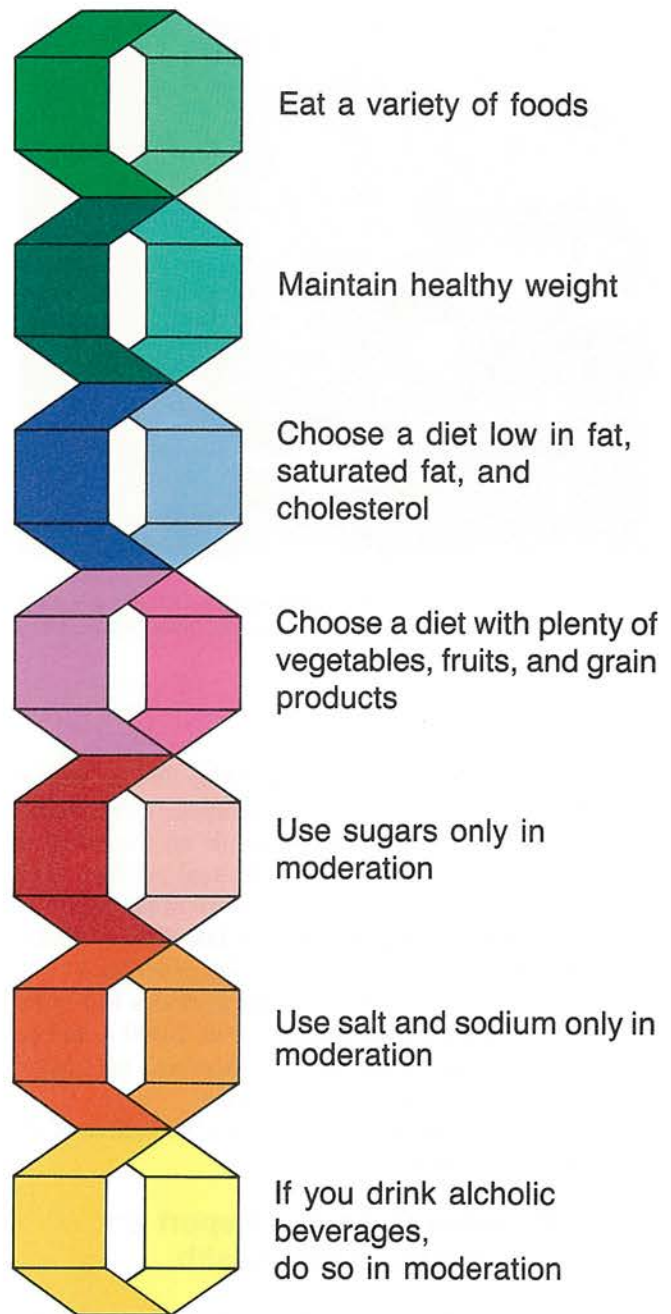 Eat a variety of foods
Maintain healthy weight
Choose a diet low in fat,
saturated fat, and
cholesterol
Choose a diet with plenty of
vegetables, fruits, and grain
products
Use sugars only in
moderation
Use salt and sodium only in
moderation
If you drink alcholic
beverages,
do so in moderation